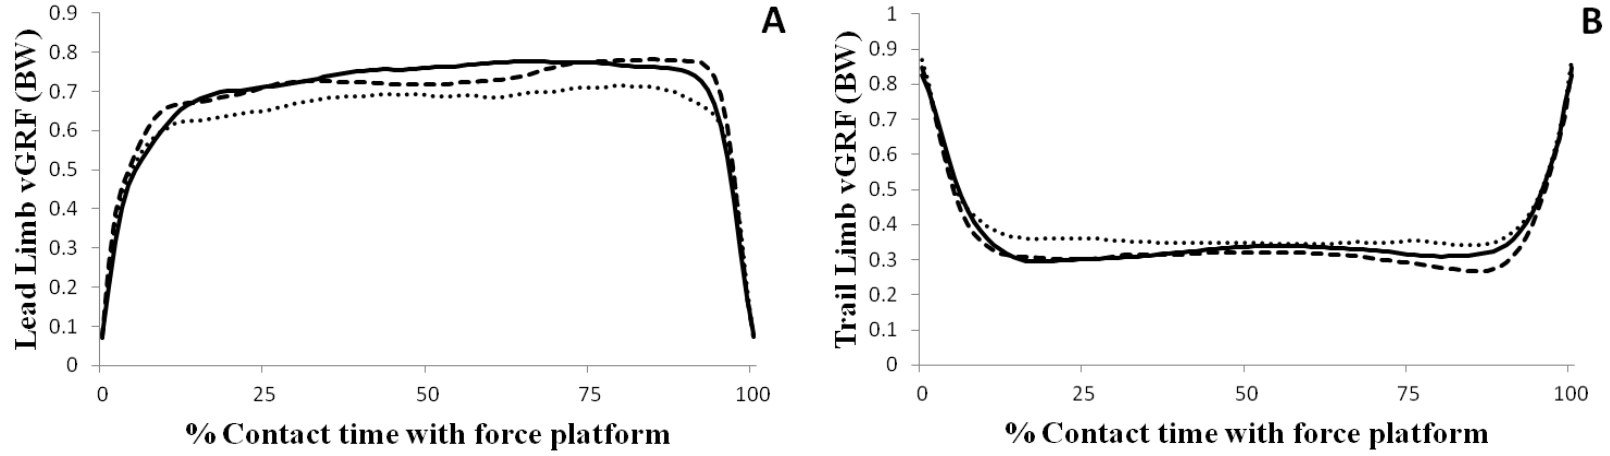 A
Lead Limb vGRF (BW)
0.9
0.8
0.7
0.6
0.5
0.4
0.3
0.2
0.1
0
0 25 50 75 100
% Contact time with force platform
B
Trail Limb vGRF (BW)
1
0.9
0.8
0.7
0.6
0.5
0.4
0.3
0.2
0.1
0
0 25 50 75 100
% Contact time with force platform